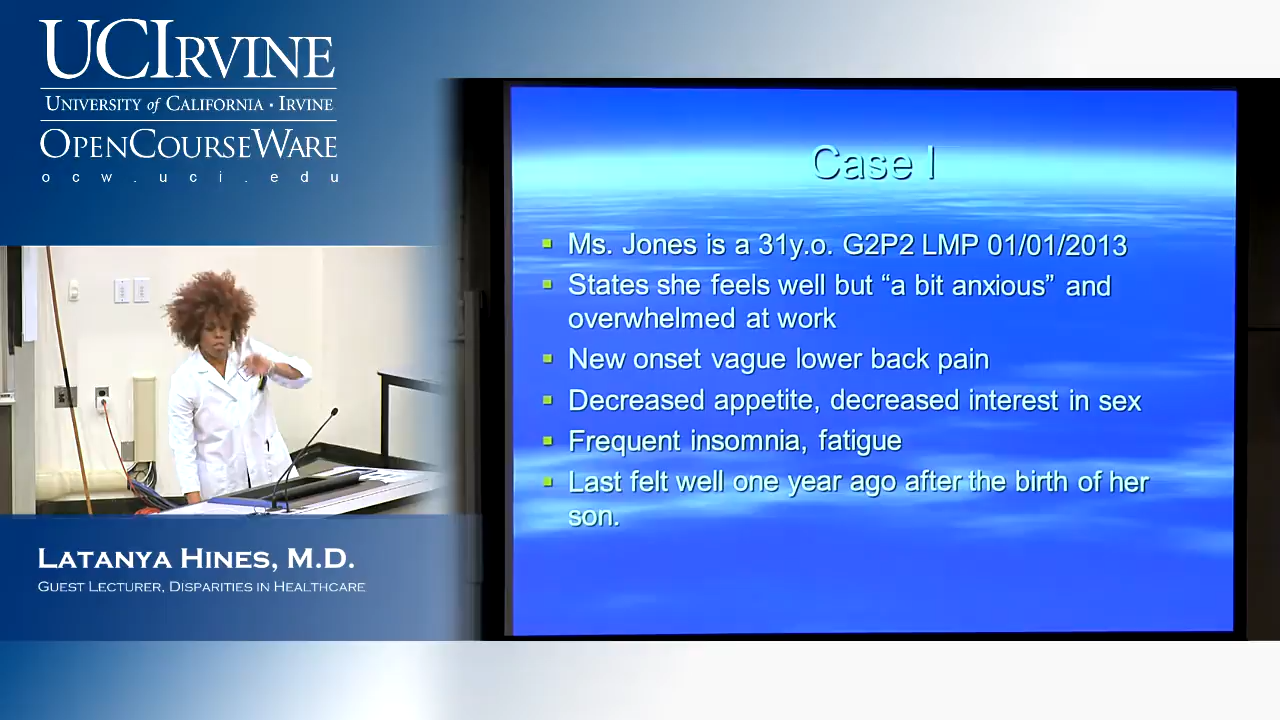 UCIRVINE
UNIVERSITY of CALIFORNIA · IRVINE
OPENCOURSEWARE
ocw.uci.edu
Case I
Ms. Jones is a 31y.o. G2P2 LMP 01/01/2013
States she feels well but “a bit anxious” and
overwhelmed at work
New onset vague lower back pain
Decreased appetite, decreased interest in sex
Frequent insomnia, fatigue
Last felt well one year ago after the birth of her
son.
LATANYA HINES, M.D.
GUEST LECTURER, DISPARITIES IN HEALTHCARE